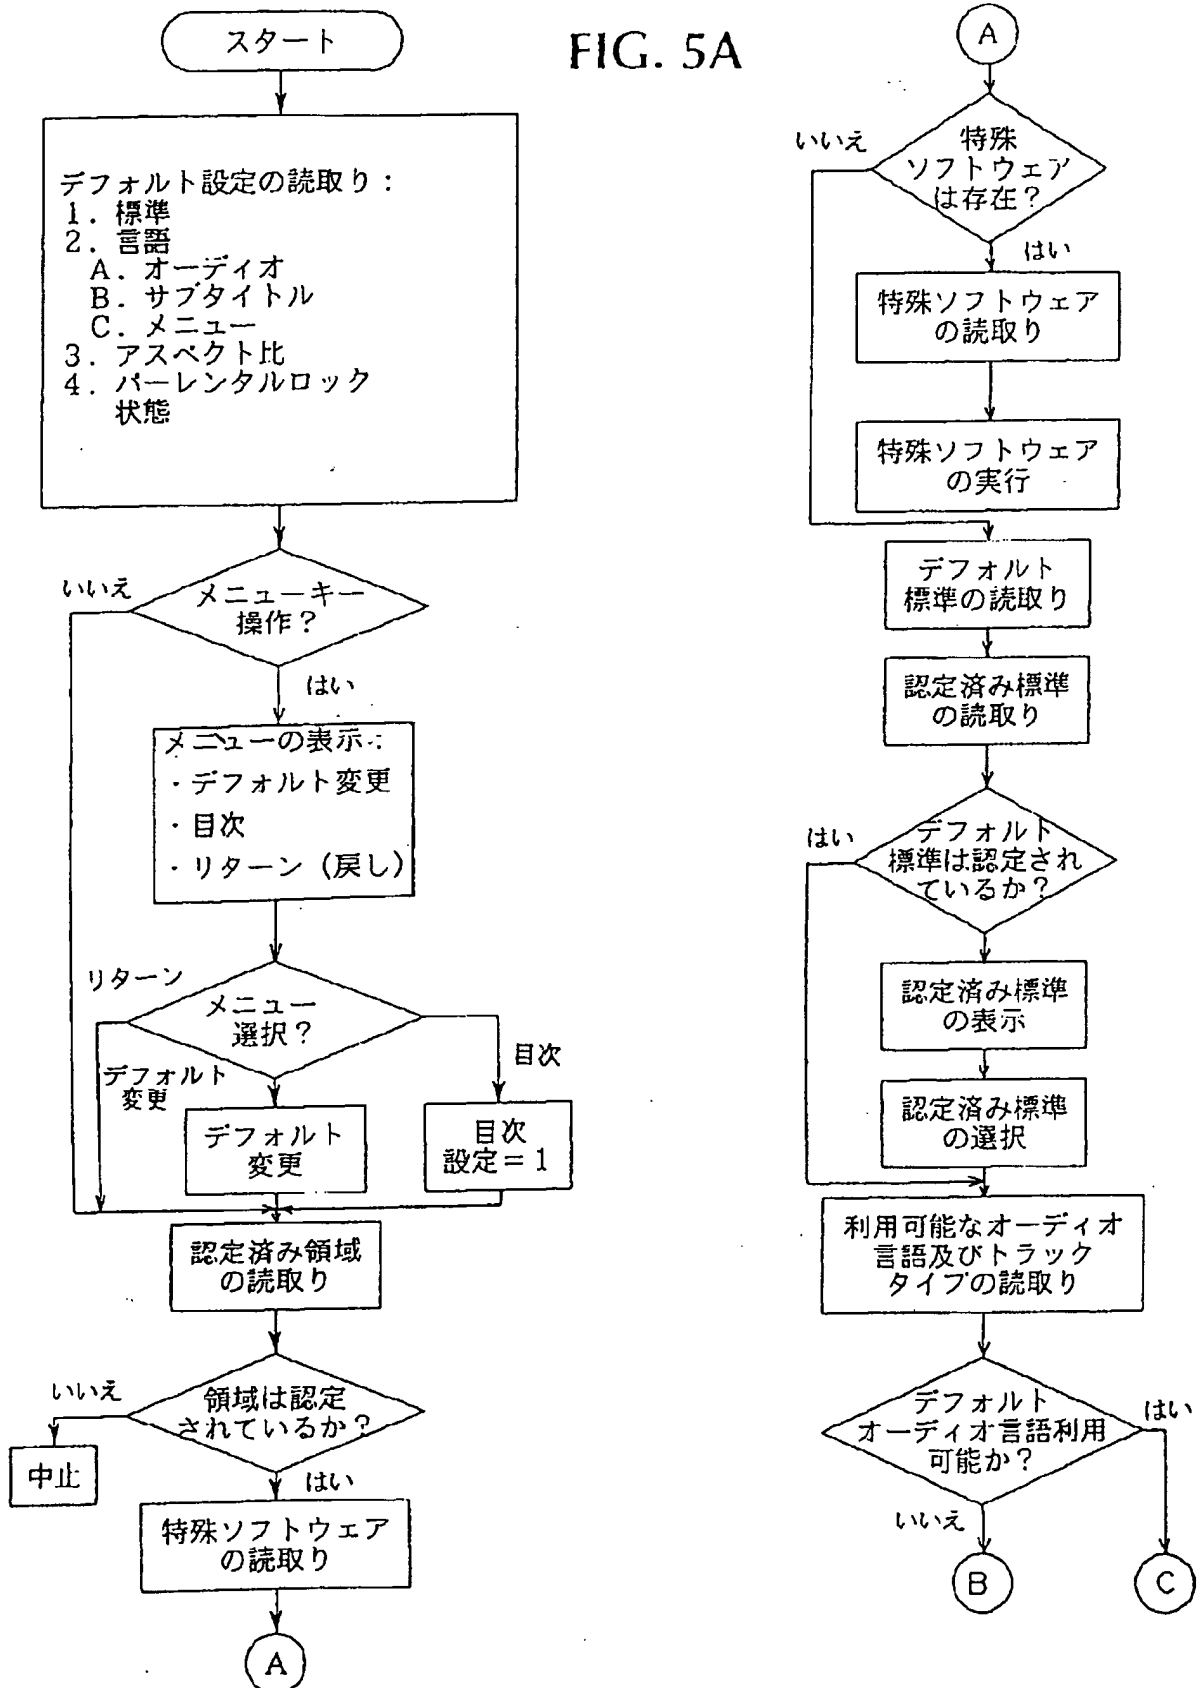 FIG. 5A
スタート
デフォルト設定の読取り：
1．標準
2．言語
A．オーディオ
B．サブタイトル
C．メニュー
3．アスペクト比
4．パーレンタルロック
状態
いいえ
メニューキー
操作？
はい
メニューの表示：
・デフォルト変更
・目次
・リターン（戻し）
リターン
メニュー
選択？
目次
デフォルト
変更
デフォルト
変更
目次
設定＝1
認定済み領域
の読取り
いいえ
領域は認定
されているか？
中止
はい
特殊ソフトウェア
の読取り
A
A
いいえ
特殊
ソフトウェア
は存在？
はい
特殊ソフトウェア
の読取り
特殊ソフトウェア
の実行
デフォルト
標準の読取り
認定済み標準
の読取り
はい
デフォルト
標準は認定され
ているか？
認定済み標準
の表示
認定済み標準
の選択
利用可能なオーディオ
言語及びトラック
タイプの読取り
デフォルト
オーディオ言語利用
可能か？
はい
いいえ
B
C